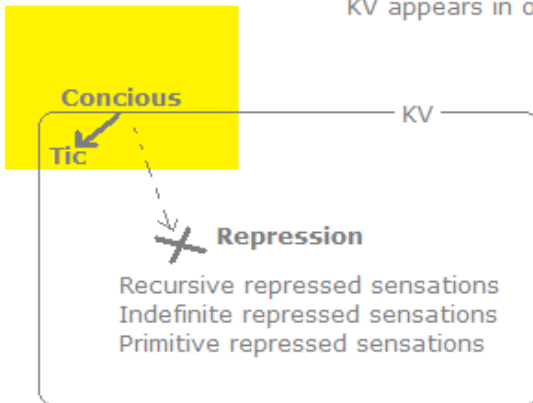 KV appears in o
Concious
KV
Tic
Repression
Recursive repressed sensations
Indefinite repressed sensations
Primitive repressed sensations